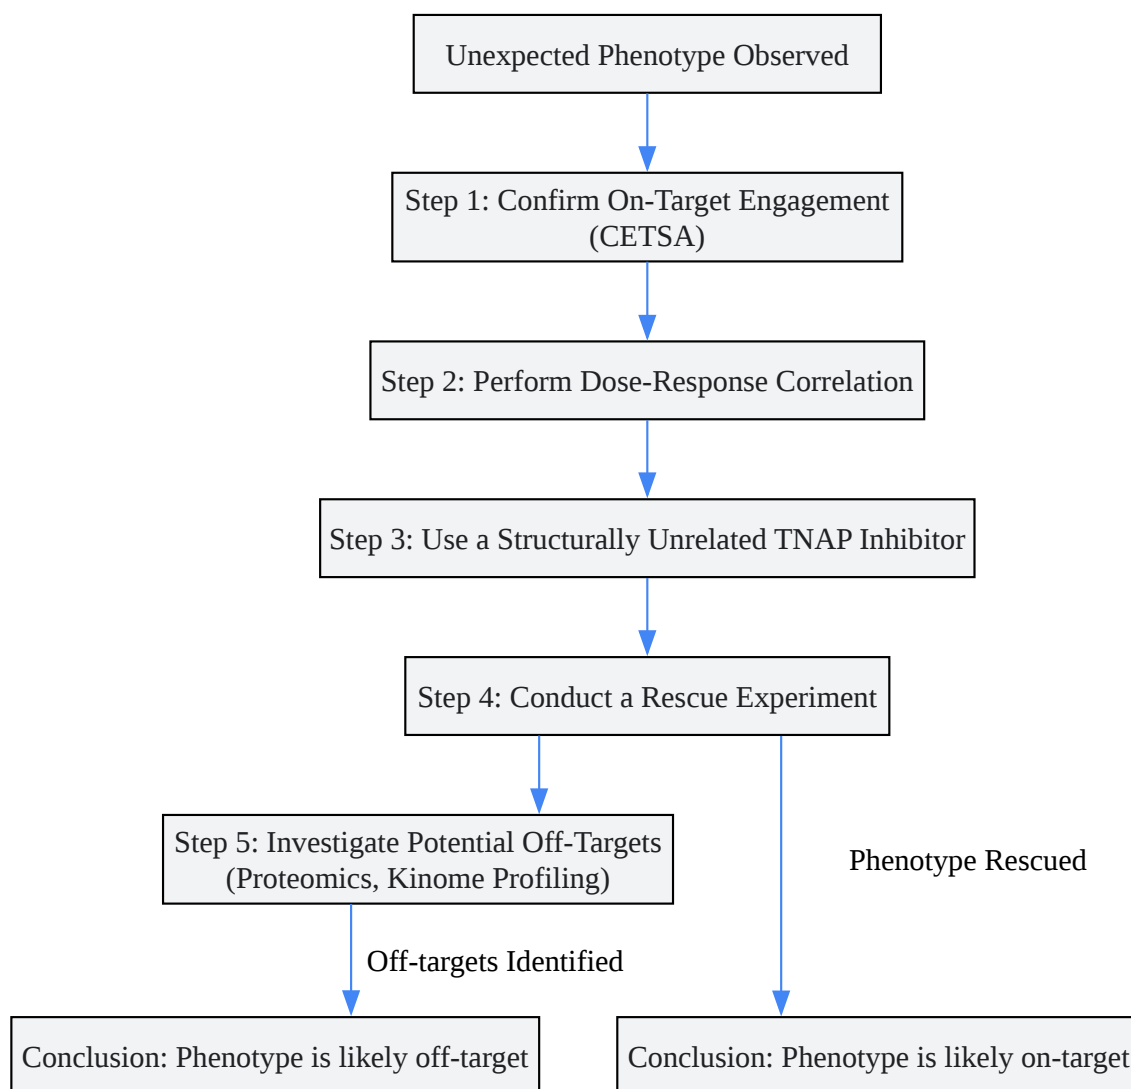 Unexpected Phenotype Observed
Step 1: Confirm On-Target Engagement
(CETSA)
Step 2: Perform Dose-Response Correlation
Step 3: Use a Structurally Unrelated TNAP Inhibitor
Step 4: Conduct a Rescue Experiment
Step 5: Investigate Potential Off-Targets
(Proteomics, Kinome Profiling)
Phenotype Rescued
Off-targets Identified
Conclusion: Phenotype is likely off-target
Conclusion: Phenotype is likely on-target